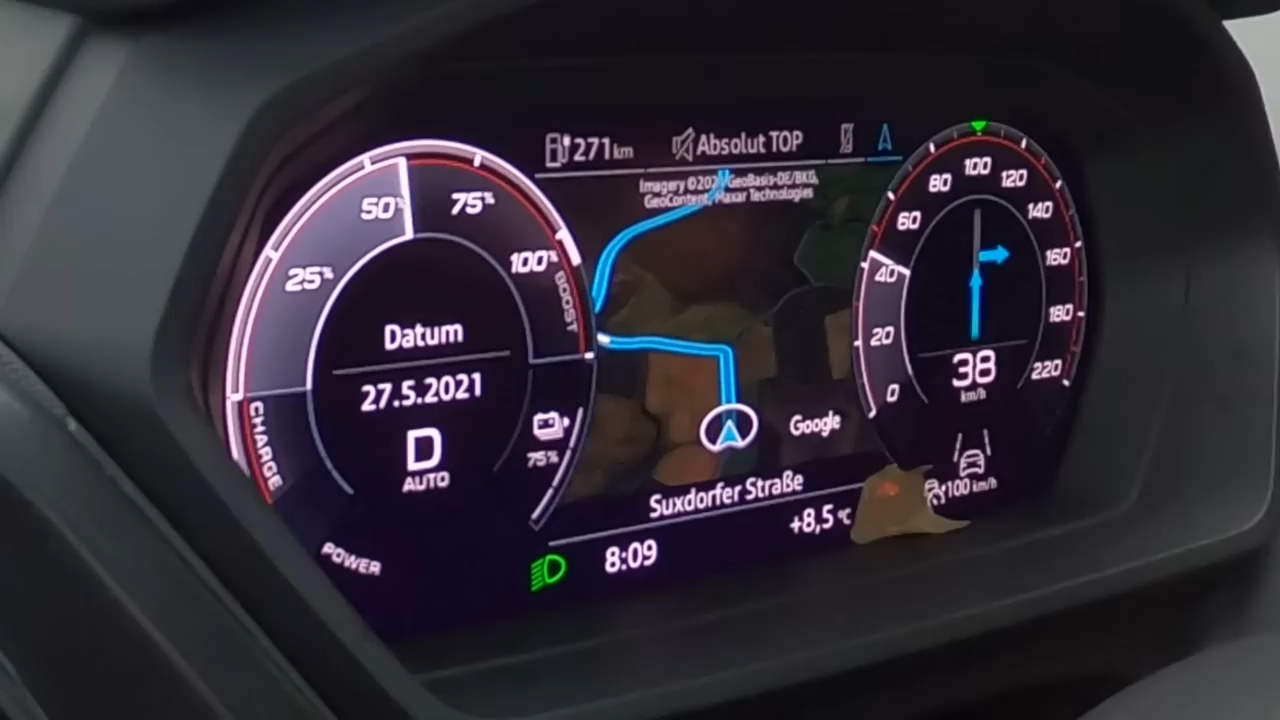 271 km
Absolut TOP
Imagery ©2021 GeoBasis-DE/BKG,
GeoContent, Maxar Technologies
25%
50%
75%
100%
BOOST
CHARGE
POWER
Datum
27.5.2021
D
AUTO
75%
Google
Suxdorfer Straße
8:09
+8,5 °C
0
20
40
60
80
100
120
140
160
180
220
38
km/h
100 km/h